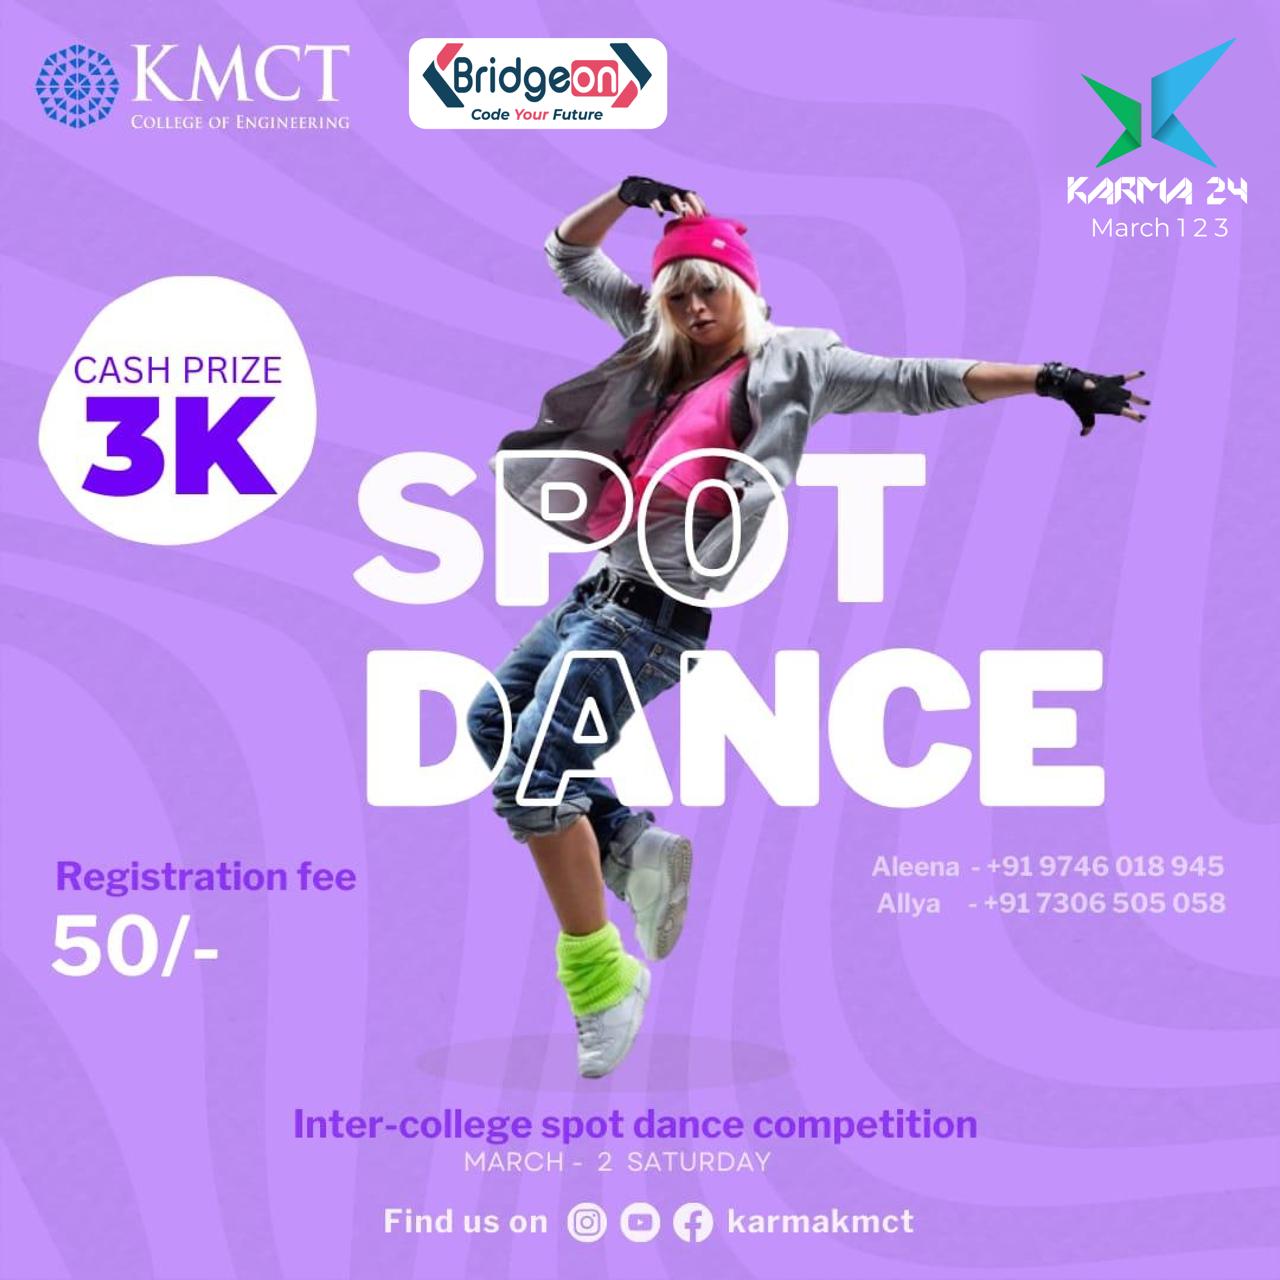 KMCT
COLLEGE OF ENGINEERING
Bridgeon
Code Your Future
KARMA 24
March 1 2 3
CASH PRIZE
3K
SPOT
DANCE
Registration fee
50/-
Aleena - +91 9746 018 945
Allya - +91 7306 505 058
Inter-college spot dance competition
MARCH - 2 SATURDAY
Find us on karmakmct